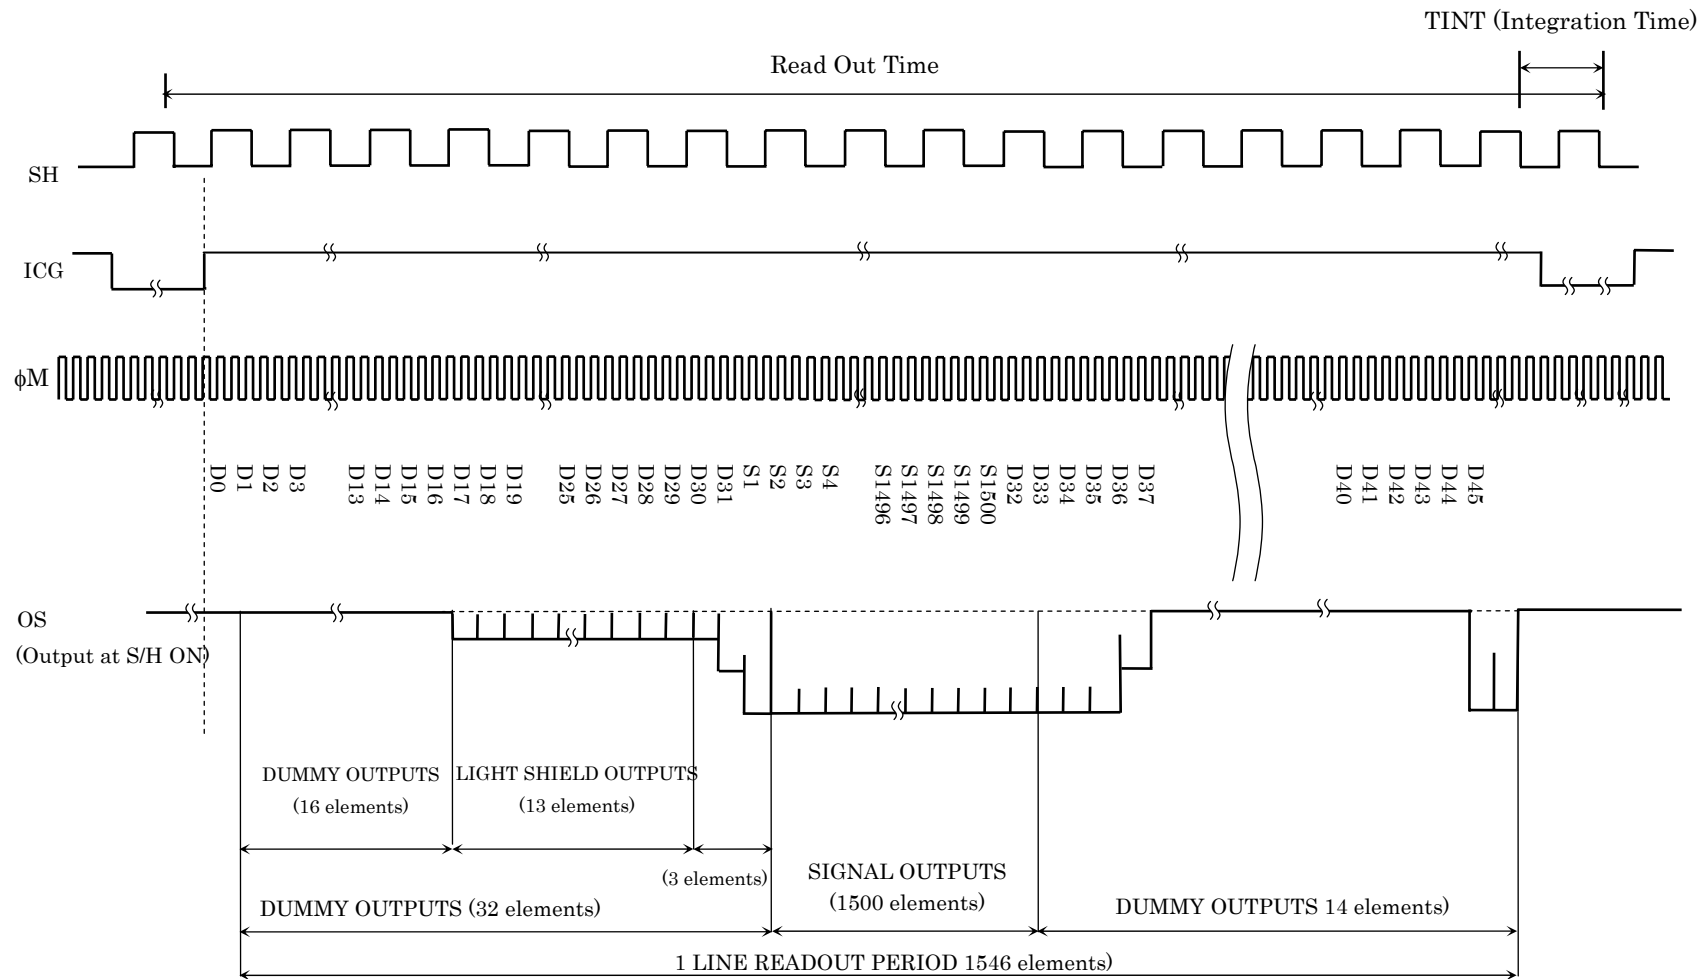 TINT (Integration Time)
Read Out Time
SH
ICG
ϕM
D0
D1
D2
D3
D13
D14
D15
D16
D17
D18
D19
D25
D26
D27
D28
D29
D30
D31
S1
S2
S3
S4
S1496
S1497
S1498
S1499
S1500
D32
D33
D34
D35
D36
D37
D40
D41
D42
D43
D44
D45
OS
(Output at S/H ON)
DUMMY OUTPUTS
(16 elements)
LIGHT SHIELD OUTPUTS
(13 elements)
(3 elements)
SIGNAL OUTPUTS
(1500 elements)
DUMMY OUTPUTS (32 elements)
DUMMY OUTPUTS 14 elements)
1 LINE READOUT PERIOD 1546 elements)